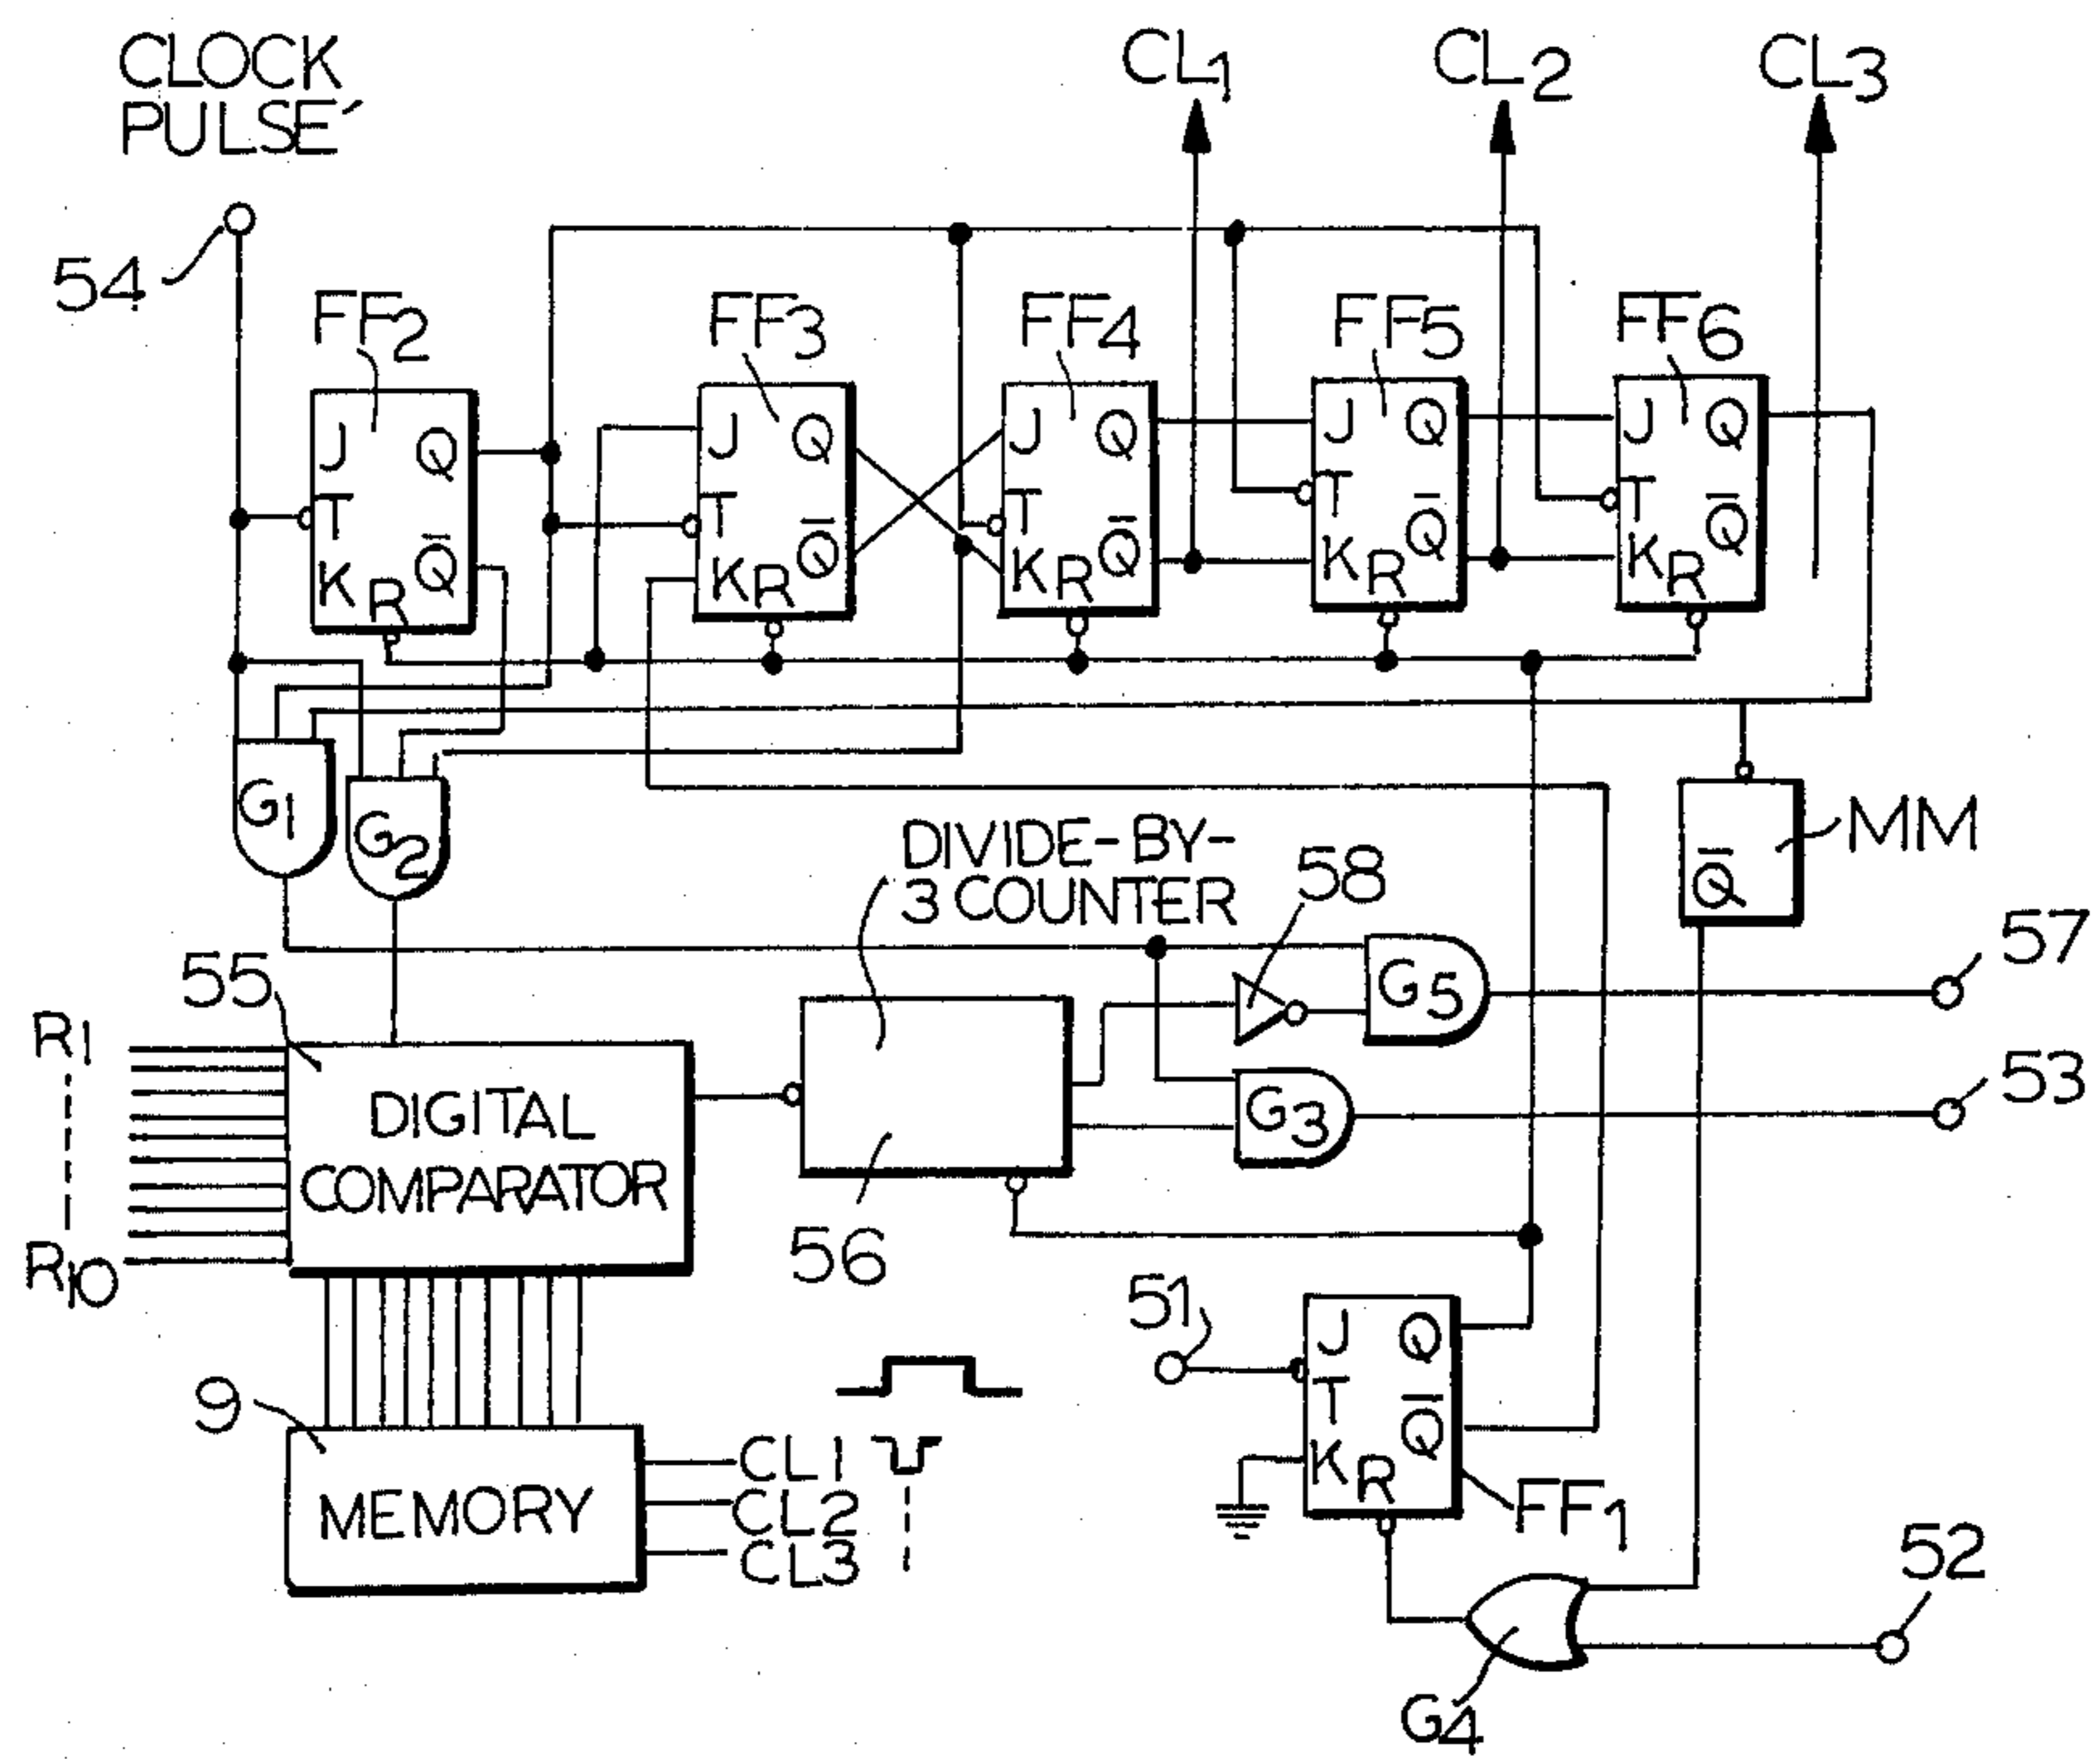 CLOCK
PULSE'
CL1
CL2
CL3
54
FF2
FF3
FF4
FF5
FF6
J Q
T
K R Q̅
J Q
T
K R Q̅
J Q
T
K R Q̅
J Q
T
K R Q̅
J Q
T
K R Q̅
G1
G2
MM
Q̅
DIVIDE-BY-
3 COUNTER
58
G5
57
55
R1
R10
DIGITAL
COMPARATOR
G3
53
56
51
J Q
T
K R Q̅
FF1
9
MEMORY
CL1
CL2
CL3
52
G4